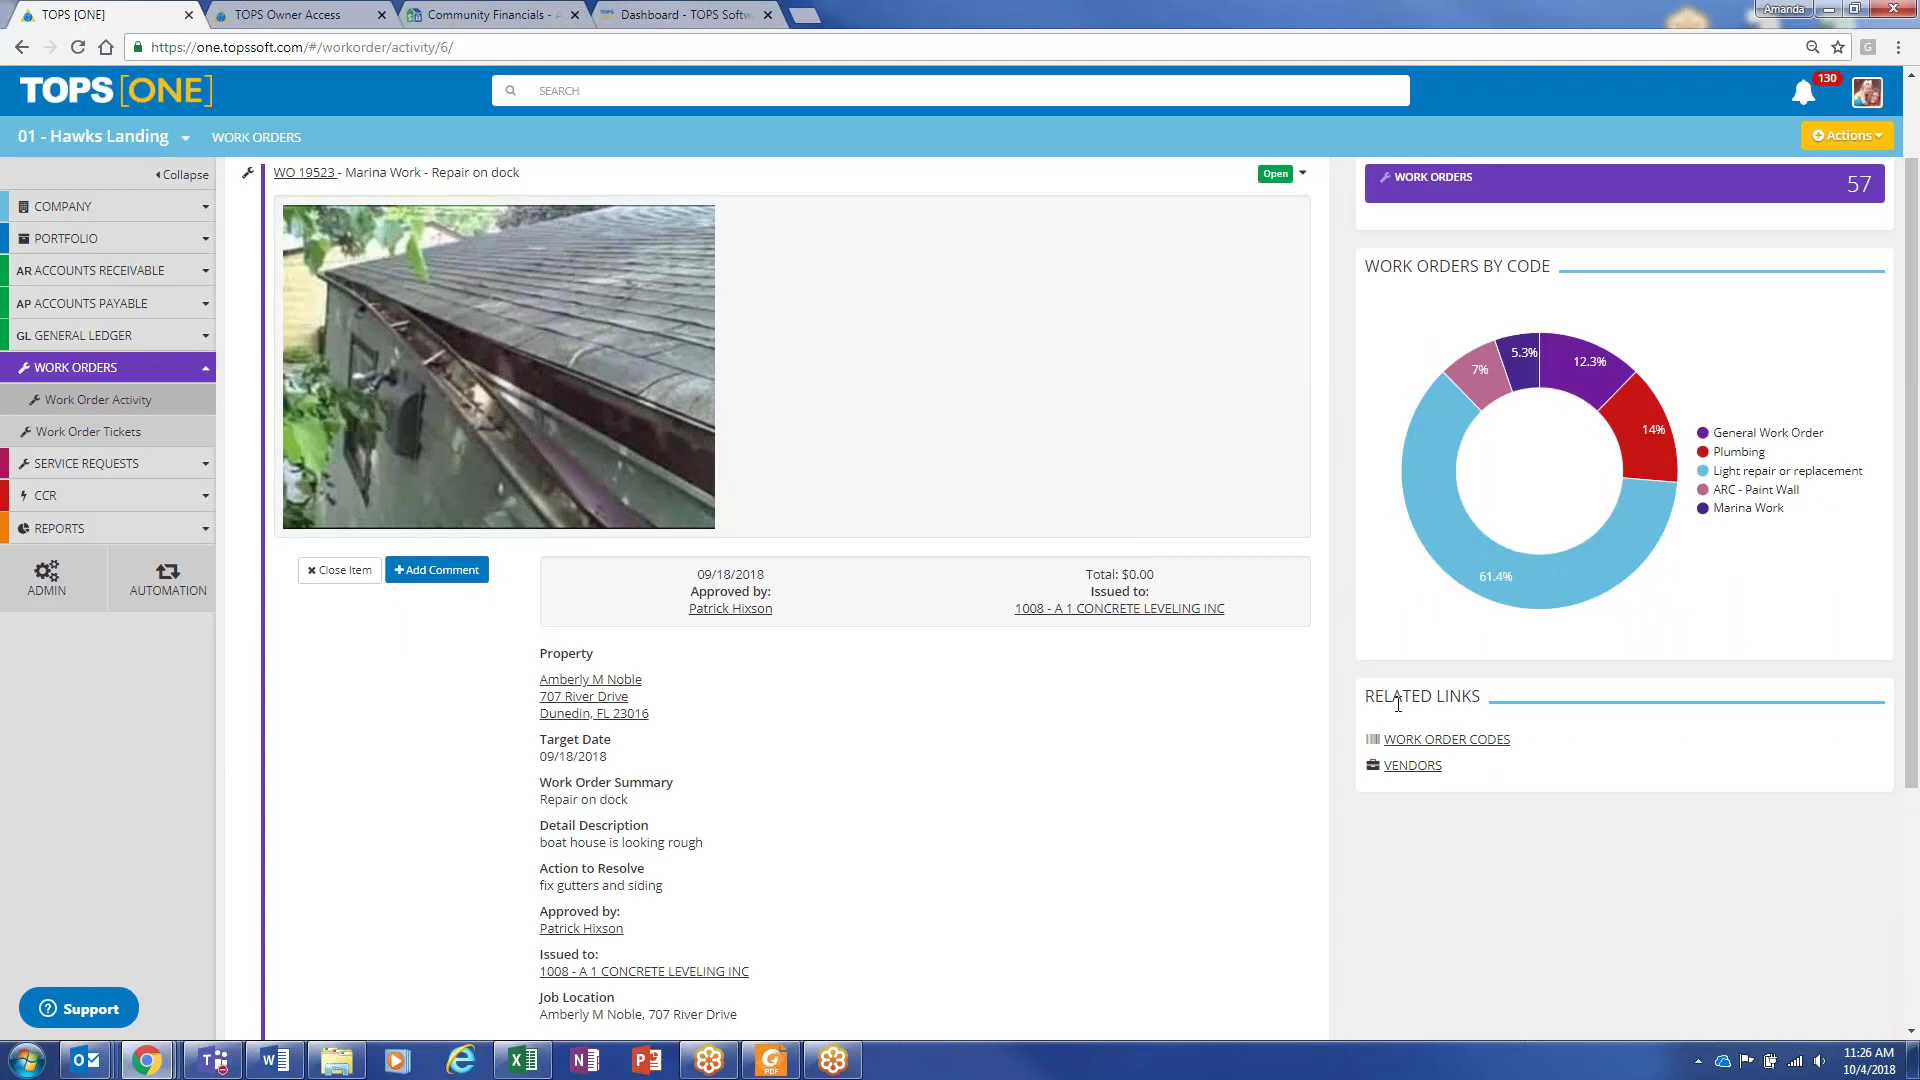 TOPS [ONE]
TOPS Owner Access
Community Financials - A
Dashboard - TOPS Softw
Amanda
https://one.topssoft.com/#/workorder/activity/6/
TOPS [ONE]
SEARCH
130
01 - Hawks Landing
WORK ORDERS
Actions
Collapse
COMPANY
PORTFOLIO
AR ACCOUNTS RECEIVABLE
AP ACCOUNTS PAYABLE
GL GENERAL LEDGER
WORK ORDERS
Work Order Activity
Work Order Tickets
SERVICE REQUESTS
CCR
REPORTS
ADMIN
AUTOMATION
Support
WO 19523 - Marina Work - Repair on dock
Open
Close Item
Add Comment
09/18/2018
Approved by:
Patrick Hixson
Total: $0.00
Issued to:
1008 - A 1 CONCRETE LEVELING INC
Property
Amberly M Noble
707 River Drive
Dunedin, FL 23016
Target Date
09/18/2018
Work Order Summary
Repair on dock
Detail Description
boat house is looking rough
Action to Resolve
fix gutters and siding
Approved by:
Patrick Hixson
Issued to:
1008 - A 1 CONCRETE LEVELING INC
Job Location
Amberly M Noble, 707 River Drive
WORK ORDERS
57
WORK ORDERS BY CODE
5.3%
12.3%
7%
14%
61.4%
General Work Order
Plumbing
Light repair or replacement
ARC - Paint Wall
Marina Work
RELATED LINKS
WORK ORDER CODES
VENDORS
11:26 AM
10/4/2018